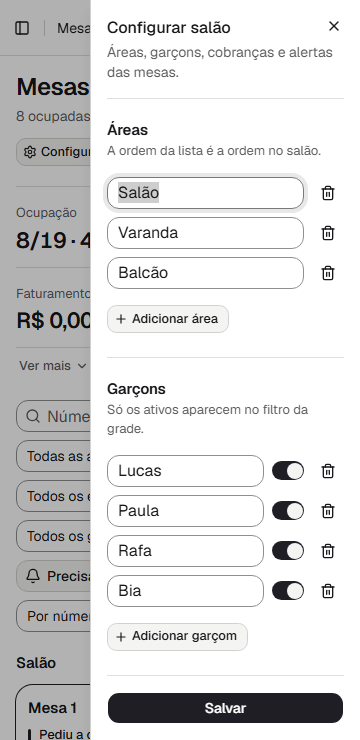 Mesa
Configurar salão
Áreas, garçons, cobranças e alertas
das mesas.
Mesas
8 ocupadas
Configur
Áreas
A ordem da lista é a ordem no salão.
Salão
Varanda
Balcão
+ Adicionar área
Ocupação
8/19 · 4
Faturamento
R$ 0,00
Ver mais
Garçons
Só os ativos aparecem no filtro da
grade.
Lucas
Paula
Rafa
Bia
+ Adicionar garçom
Núme
Todas as a
Todos os e
Todos os g
Precisa
Por núme
Salão
Mesa 1
Pediu a c
Salvar